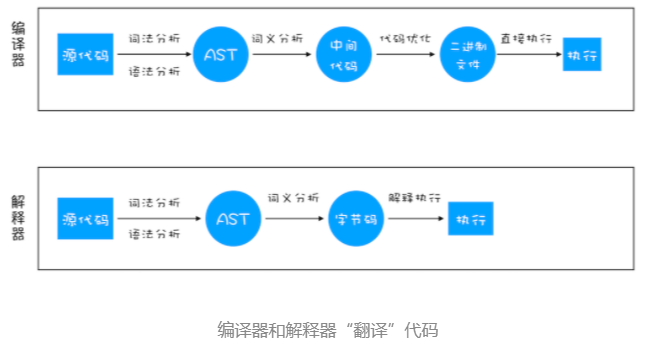 编译器
源代码
词法分析
语法分析
AST
词义分析
中间
代码
代码优化
二进制
文件
直接执行
执行
解释器
源代码
词法分析
语法分析
AST
词义分析
字节码
解释执行
执行
编译器和解释器“翻译”代码